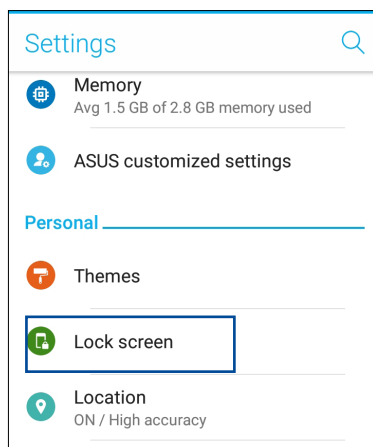 Settings
Memory
Avg 1.5 GB of 2.8 GB memory used
ASUS customized settings
Personal
Themes
Lock screen
Location
ON / High accuracy